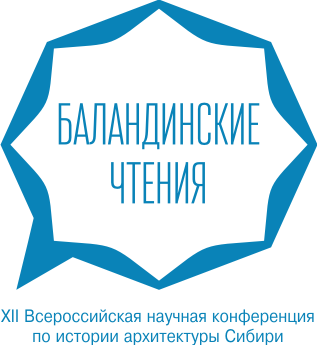 БАЛАНДИНСКИЕ
ЧТЕНИЯ
XII Всероссийская научная конференция
по истории архитектуры Сибири